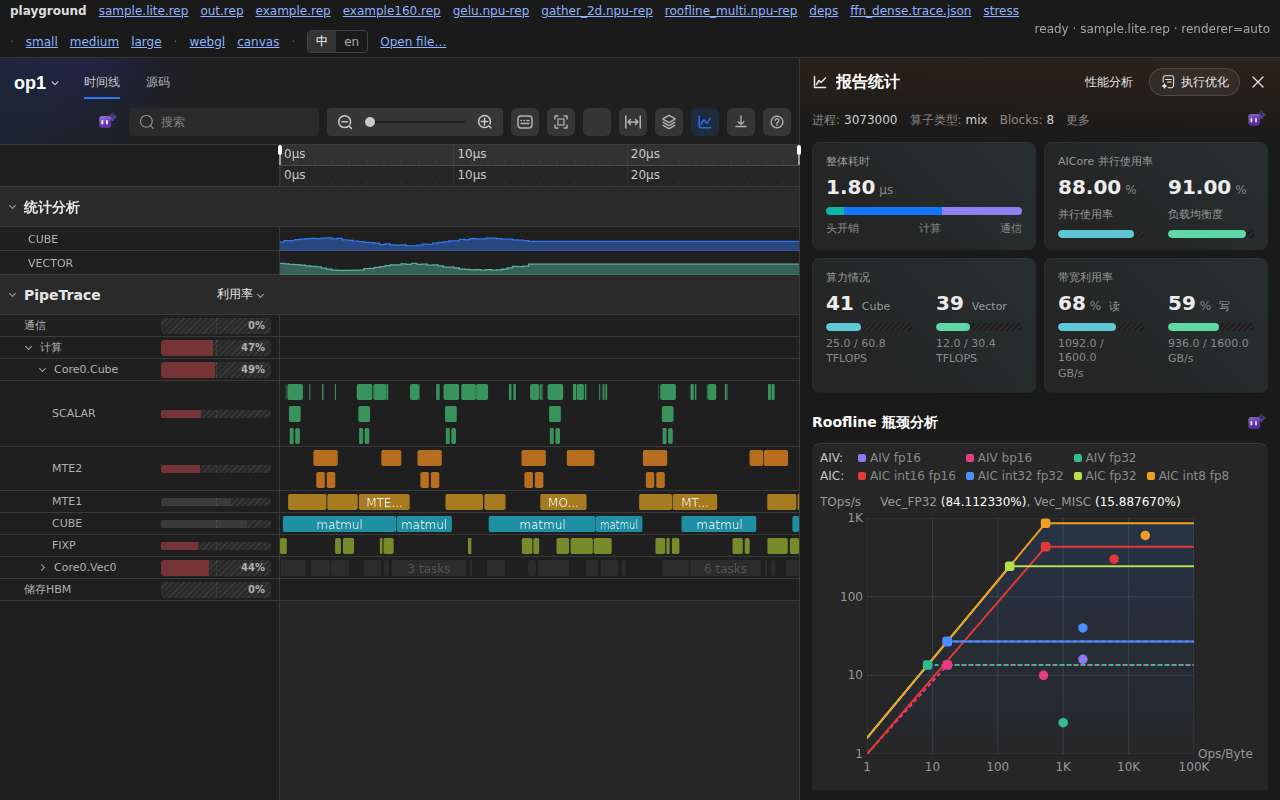 playground sample.lite.rep out.rep example.rep example160.rep gelu.npu-rep gather_2d.npu-rep roofline_multi.npu-rep deps ffn_dense.trace.json stress
· small medium large · webgl canvas · 中 en Open file…
ready · sample.lite.rep · renderer=auto
op1 时间线 源码
搜索
0μs 10μs 20μs
0μs 10μs 20μs
统计分析
CUBE
VECTOR
PipeTrace 利用率
通信 0%
计算 47%
Core0.Cube 49%
SCALAR
MTE2
MTE1 MTE... MO... MT...
CUBE matmul matmul matmul matmul matmul
FIXP
Core0.Vec0 44% 3 tasks 6 tasks
储存HBM 0%
报告统计 性能分析 执行优化
进程: 3073000 算子类型: mix Blocks: 8 更多
整体耗时
1.80 μs
头开销 计算 通信
AICore 并行使用率
88.00 % 91.00 %
并行使用率 负载均衡度
算力情况
41 Cube 39 Vector
25.0 / 60.8 12.0 / 30.4
TFLOPS TFLOPS
带宽利用率
68 % 读 59 % 写
1092.0 / 936.0 / 1600.0
1600.0 GB/s
GB/s
Roofline 瓶颈分析
AIV: AIV fp16 AIV bp16 AIV fp32
AIC: AIC int16 fp16 AIC int32 fp32 AIC fp32 AIC int8 fp8
TOps/s Vec_FP32 (84.112330%), Vec_MISC (15.887670%)
1K
100
10
1
Ops/Byte
1 10 100 1K 10K 100K